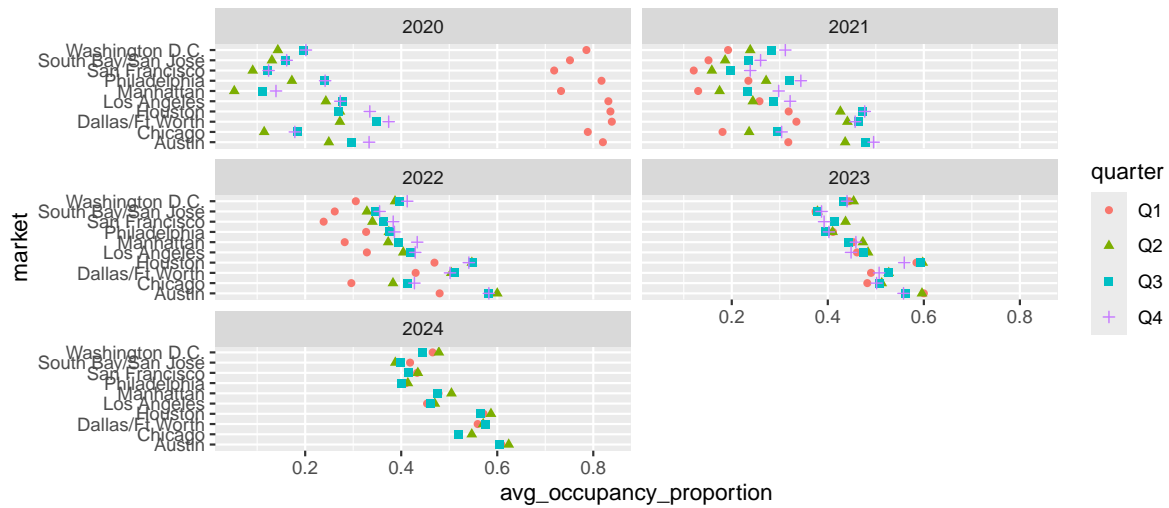 2020
2021
Washington D.C.
South Bay/San Jose
San Francisco
Philadelphia
Manhattan
Los Angeles
Houston
Dallas/Ft Worth
Chicago
Austin
2022
2023
Washington D.C.
South Bay/San Jose
San Francisco
Philadelphia
Manhattan
Los Angeles
Houston
Dallas/Ft Worth
Chicago
Austin
0.2 0.4 0.6 0.8
2024
Washington D.C.
South Bay/San Jose
San Francisco
Philadelphia
Manhattan
Los Angeles
Houston
Dallas/Ft Worth
Chicago
Austin
0.2 0.4 0.6 0.8
avg_occupancy_proportion
market
quarter
Q1
Q2
Q3
Q4